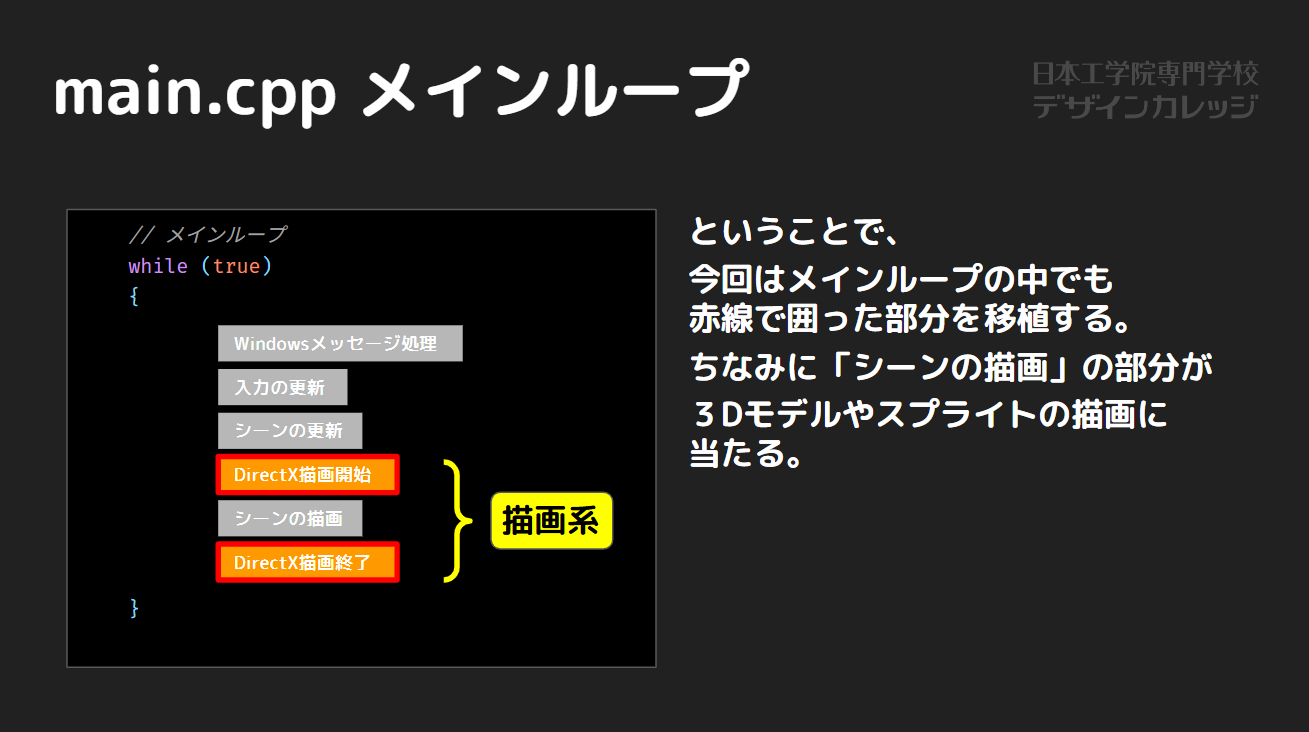 main.cpp メインループ
日本工学院専門学校
デザインカレッジ
// メインループ
while (true)
{
Windowsメッセージ処理
入力の更新
シーンの更新
DirectX描画開始
シーンの描画
DirectX描画終了
}
描画系
ということで、
今回はメインループの中でも
赤線で囲った部分を移植する。
ちなみに「シーンの描画」の部分が
３Dモデルやスプライトの描画に
当たる。